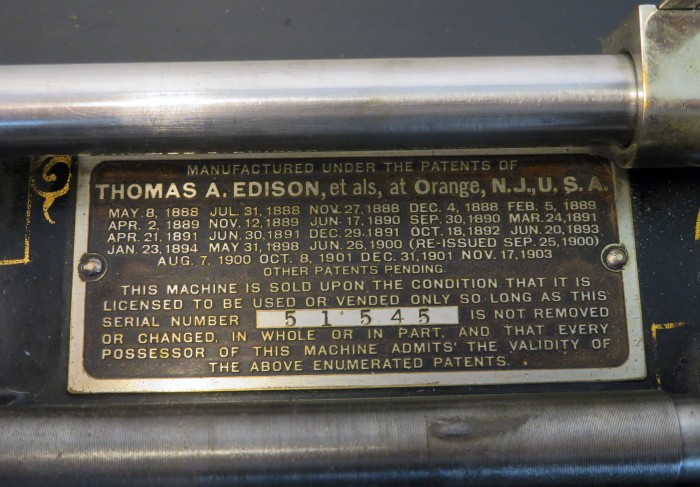 MANUFACTURED UNDER THE PATENTS OF
THOMAS A. EDISON, et als, at Orange, N.J., U.S.A.
MAY. 8, 1888 JUL. 31, 1888 NOV. 27, 1888 DEC. 4, 1888 FEB. 5, 1889
APR. 2, 1889 NOV. 12, 1889 JUN. 17, 1890 SEP. 30, 1890 MAR. 24, 1891
APR. 21, 1891 JUN. 30, 1891 DEC. 29, 1891 OCT. 18, 1892 JUN. 20, 1893
JAN. 23, 1894 MAY 31, 1898 JUN. 26, 1900 (RE-ISSUED SEP. 25, 1900)
AUG. 7, 1900 OCT. 8, 1901 DEC. 31, 1901 NOV. 17, 1903
OTHER PATENTS PENDING.
THIS MACHINE IS SOLD UPON THE CONDITION THAT IT IS
LICENSED TO BE USED OR VENDED ONLY SO LONG AS THIS
SERIAL NUMBER 51545 IS NOT REMOVED
OR CHANGED, IN WHOLE OR IN PART, AND THAT EVERY
POSSESSOR OF THIS MACHINE ADMITS THE VALIDITY OF
THE ABOVE ENUMERATED PATENTS.